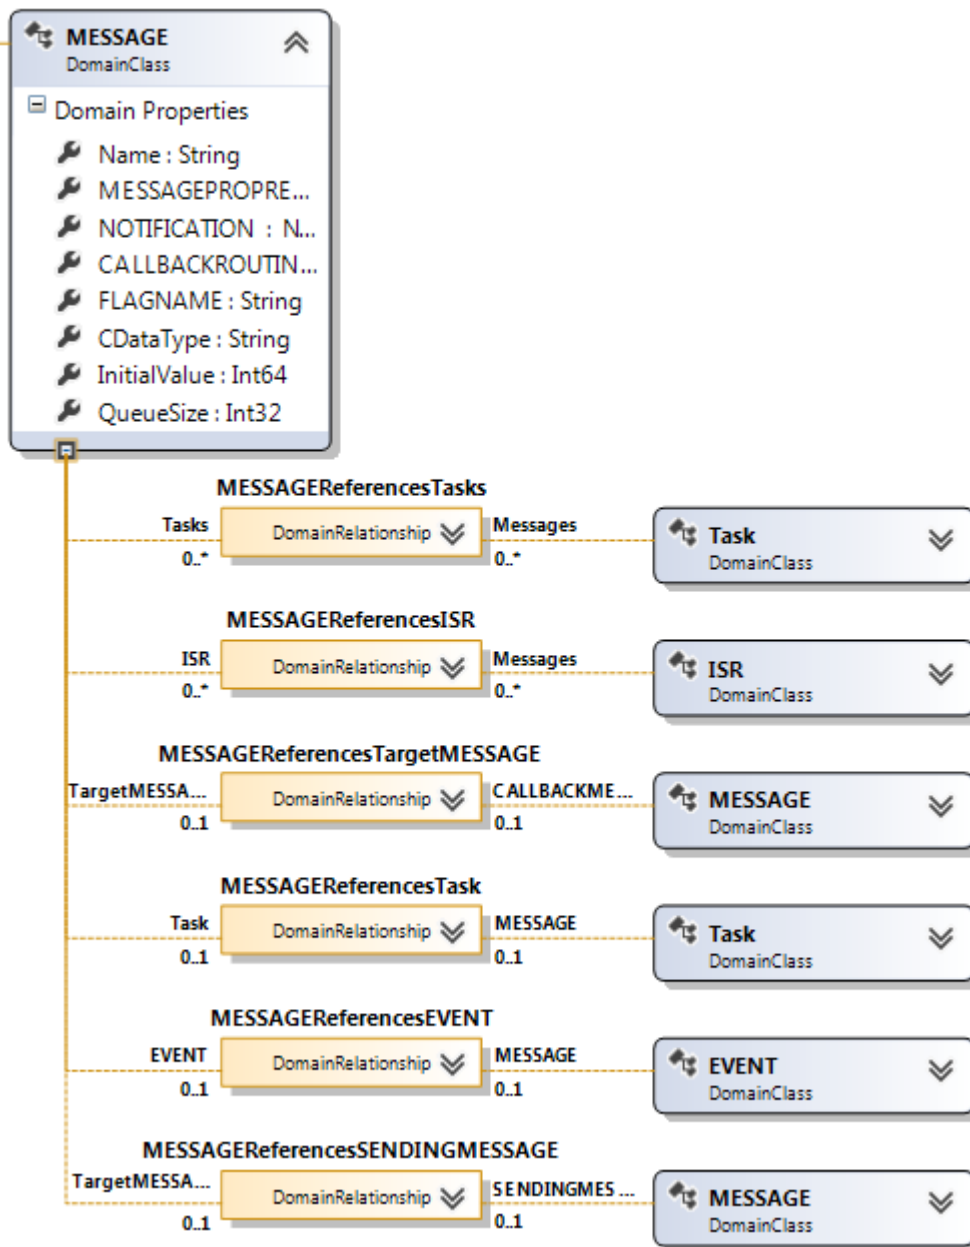 MESSAGE
DomainClass
Domain Properties
Name : String
MESSAGEPROPRE...
NOTIFICATION : N...
CALLBACKROUTIN...
FLAGNAME : String
CDataType : String
InitialValue : Int64
QueueSize : Int32
MESSAGEReferencesTasks
Tasks DomainRelationship Messages Task
0..* 0..* DomainClass
MESSAGEReferencesISR
ISR DomainRelationship Messages ISR
0..* 0..* DomainClass
MESSAGEReferencesTargetMESSAGE
TargetMESSA... DomainRelationship CALLBACKME... MESSAGE
0..1 0..1 DomainClass
MESSAGEReferencesTask
Task DomainRelationship MESSAGE Task
0..1 0..1 DomainClass
MESSAGEReferencesEVENT
EVENT DomainRelationship MESSAGE EVENT
0..1 0..1 DomainClass
MESSAGEReferencesSENDINGMESSAGE
TargetMESSA... DomainRelationship SENDINGMES... MESSAGE
0..1 0..1 DomainClass